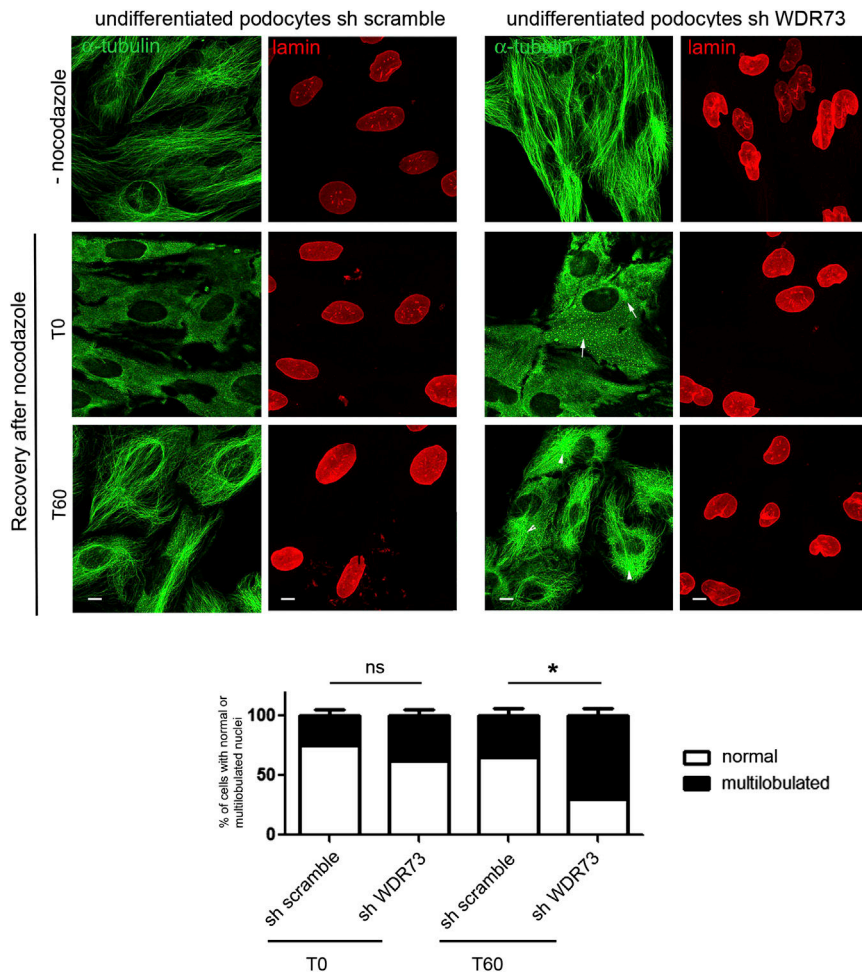 undifferentiated podocytes sh scramble
undifferentiated podocytes sh WDR73
α-tubulin
lamin
α-tubulin
lamin
- nocodazole
Recovery after nocodazole
T0
T60
ns
*
% of cells with normal or
multilobulated nuclei
100
50
0
normal
multilobulated
sh scramble
sh WDR73
sh scramble
sh WDR73
T0
T60